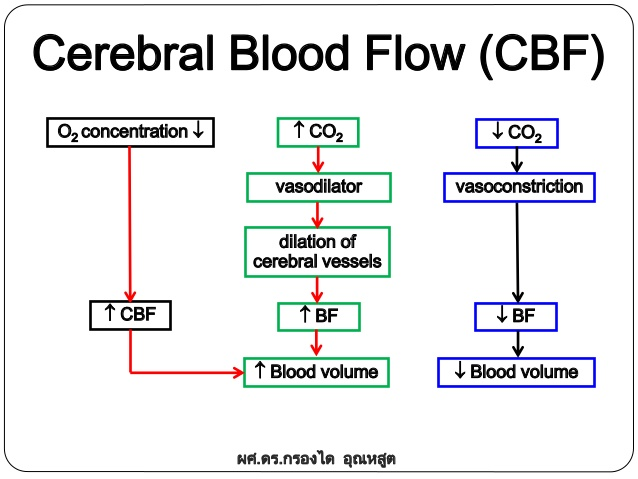 Cerebral Blood Flow (CBF)
O₂ concentration ↓
↑ CO₂
↓ CO₂
vasodilator
vasoconstriction
dilation of
cerebral vessels
↑ CBF
↑ BF
↓ BF
↑ Blood volume
↓ Blood volume
ผศ.ดร.กรองได อุณหสูต